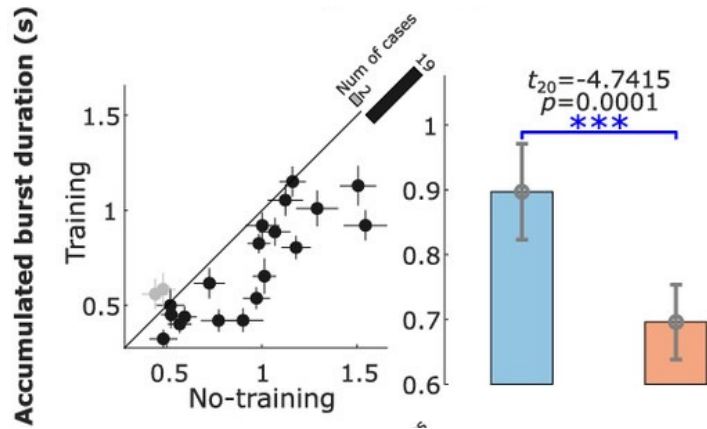 Accumulated burst duration (s)
Training
1.5
1
0.5
0.5
1
1.5
No-training
Num of cases
2
19
t20=-4.7415
p=0.0001
***
1
0.9
0.8
0.7
0.6